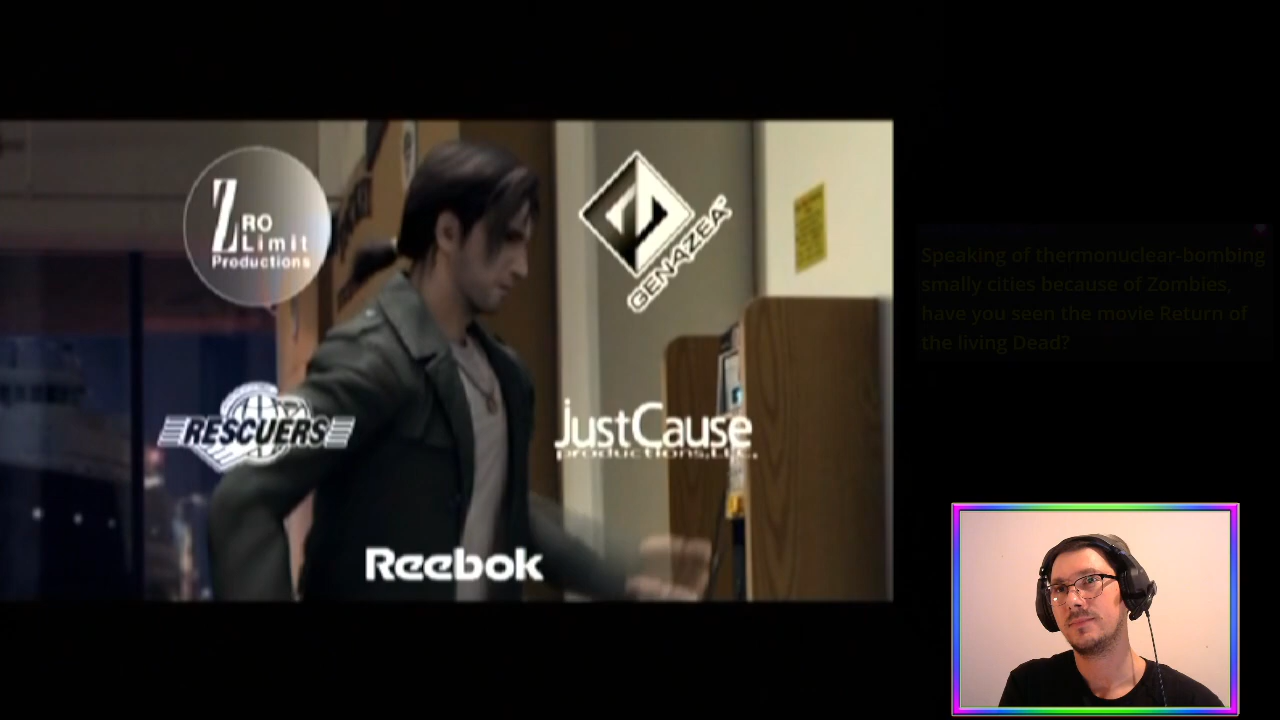 ZRO
Limit
Productions
GENAZEA
RESCUERS
justCause
productions,LLC,
Reebok
Speaking of thermonuclear-bombing
smally cities because of Zombies,
have you seen the movie Return of
the living Dead?